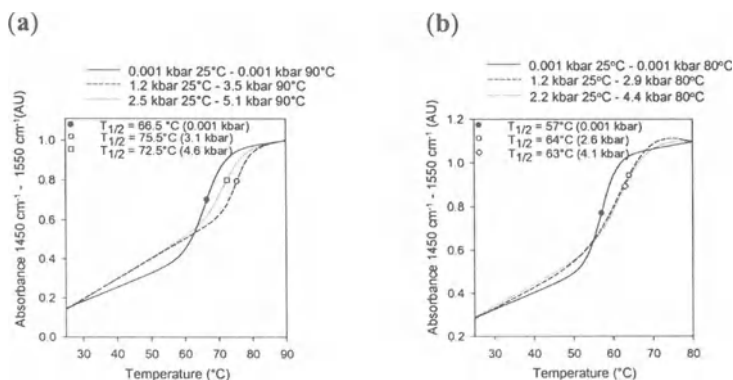 (a)
0.001 kbar 25°C - 0.001 kbar 90°C
1.2 kbar 25°C - 3.5 kbar 90°C
2.5 kbar 25°C - 5.1 kbar 90°C
T1/2 = 66.5 °C (0.001 kbar)
T1/2 = 75.5°C (3.1 kbar)
T1/2 = 72.5°C (4.6 kbar)
Absorbance 1450 cm-1 - 1550 cm-1(AU)
1.0
0.8
0.6
0.4
0.2
0.0
30 40 50 60 70 80 90
Temperature (°C)
(b)
0.001 kbar 25°C - 0.001 kbar 80°C
1.2 kbar 25°C - 2.9 kbar 80°C
2.2 kbar 25°C - 4.4 kbar 80°C
T1/2 = 57°C (0.001 kbar)
T1/2 = 64°C (2.6 kbar)
T1/2 = 63°C (4.1 kbar)
Absorbance 1450 cm-1 - 1550 cm-1(AU)
1.2
1.0
0.8
0.6
0.4
0.2
30 40 50 60 70 80
Temperature (°C)